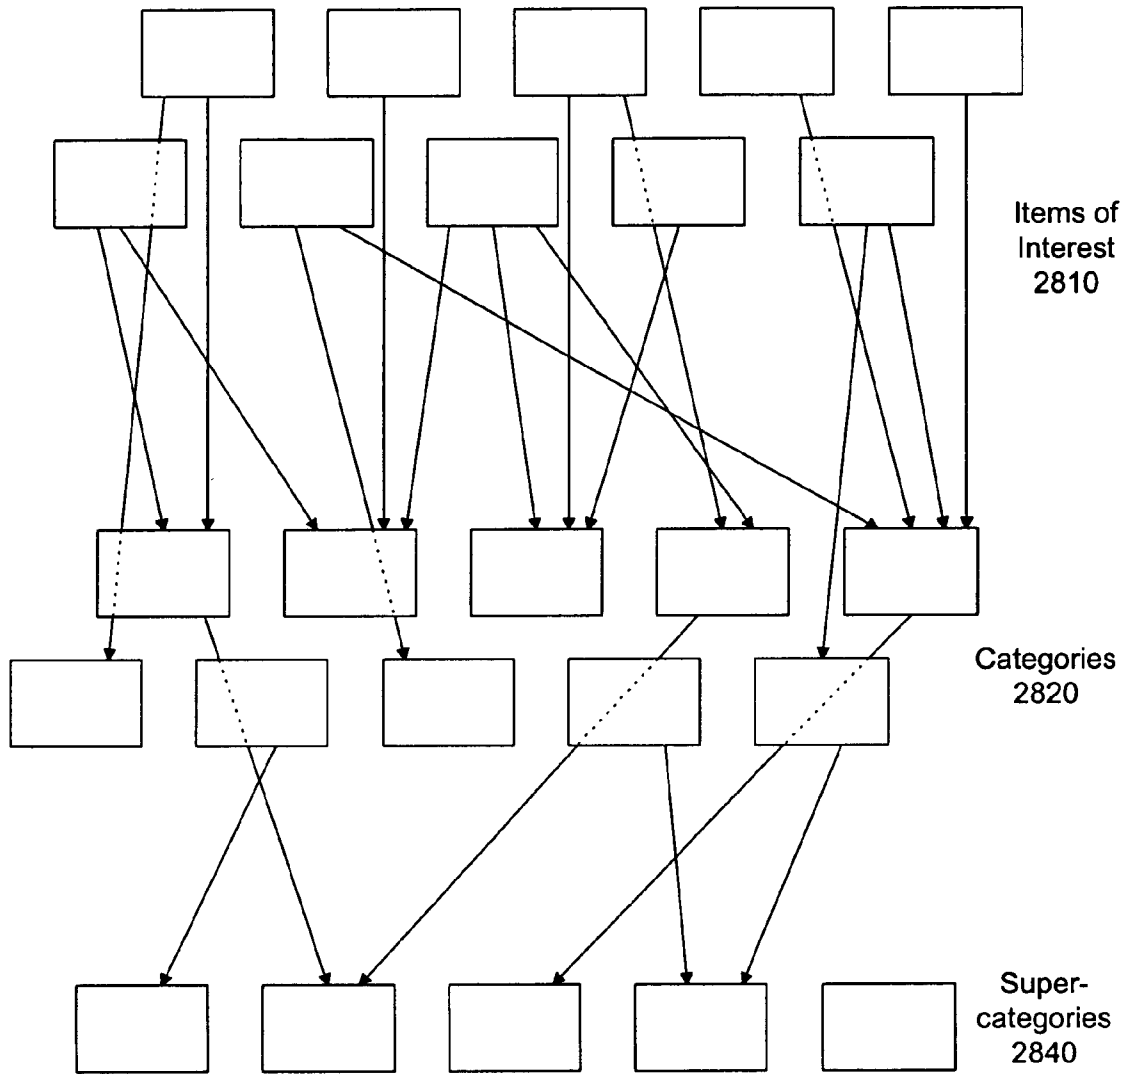 Items of
Interest
2810
Categories
2820
Super-
categories
2840